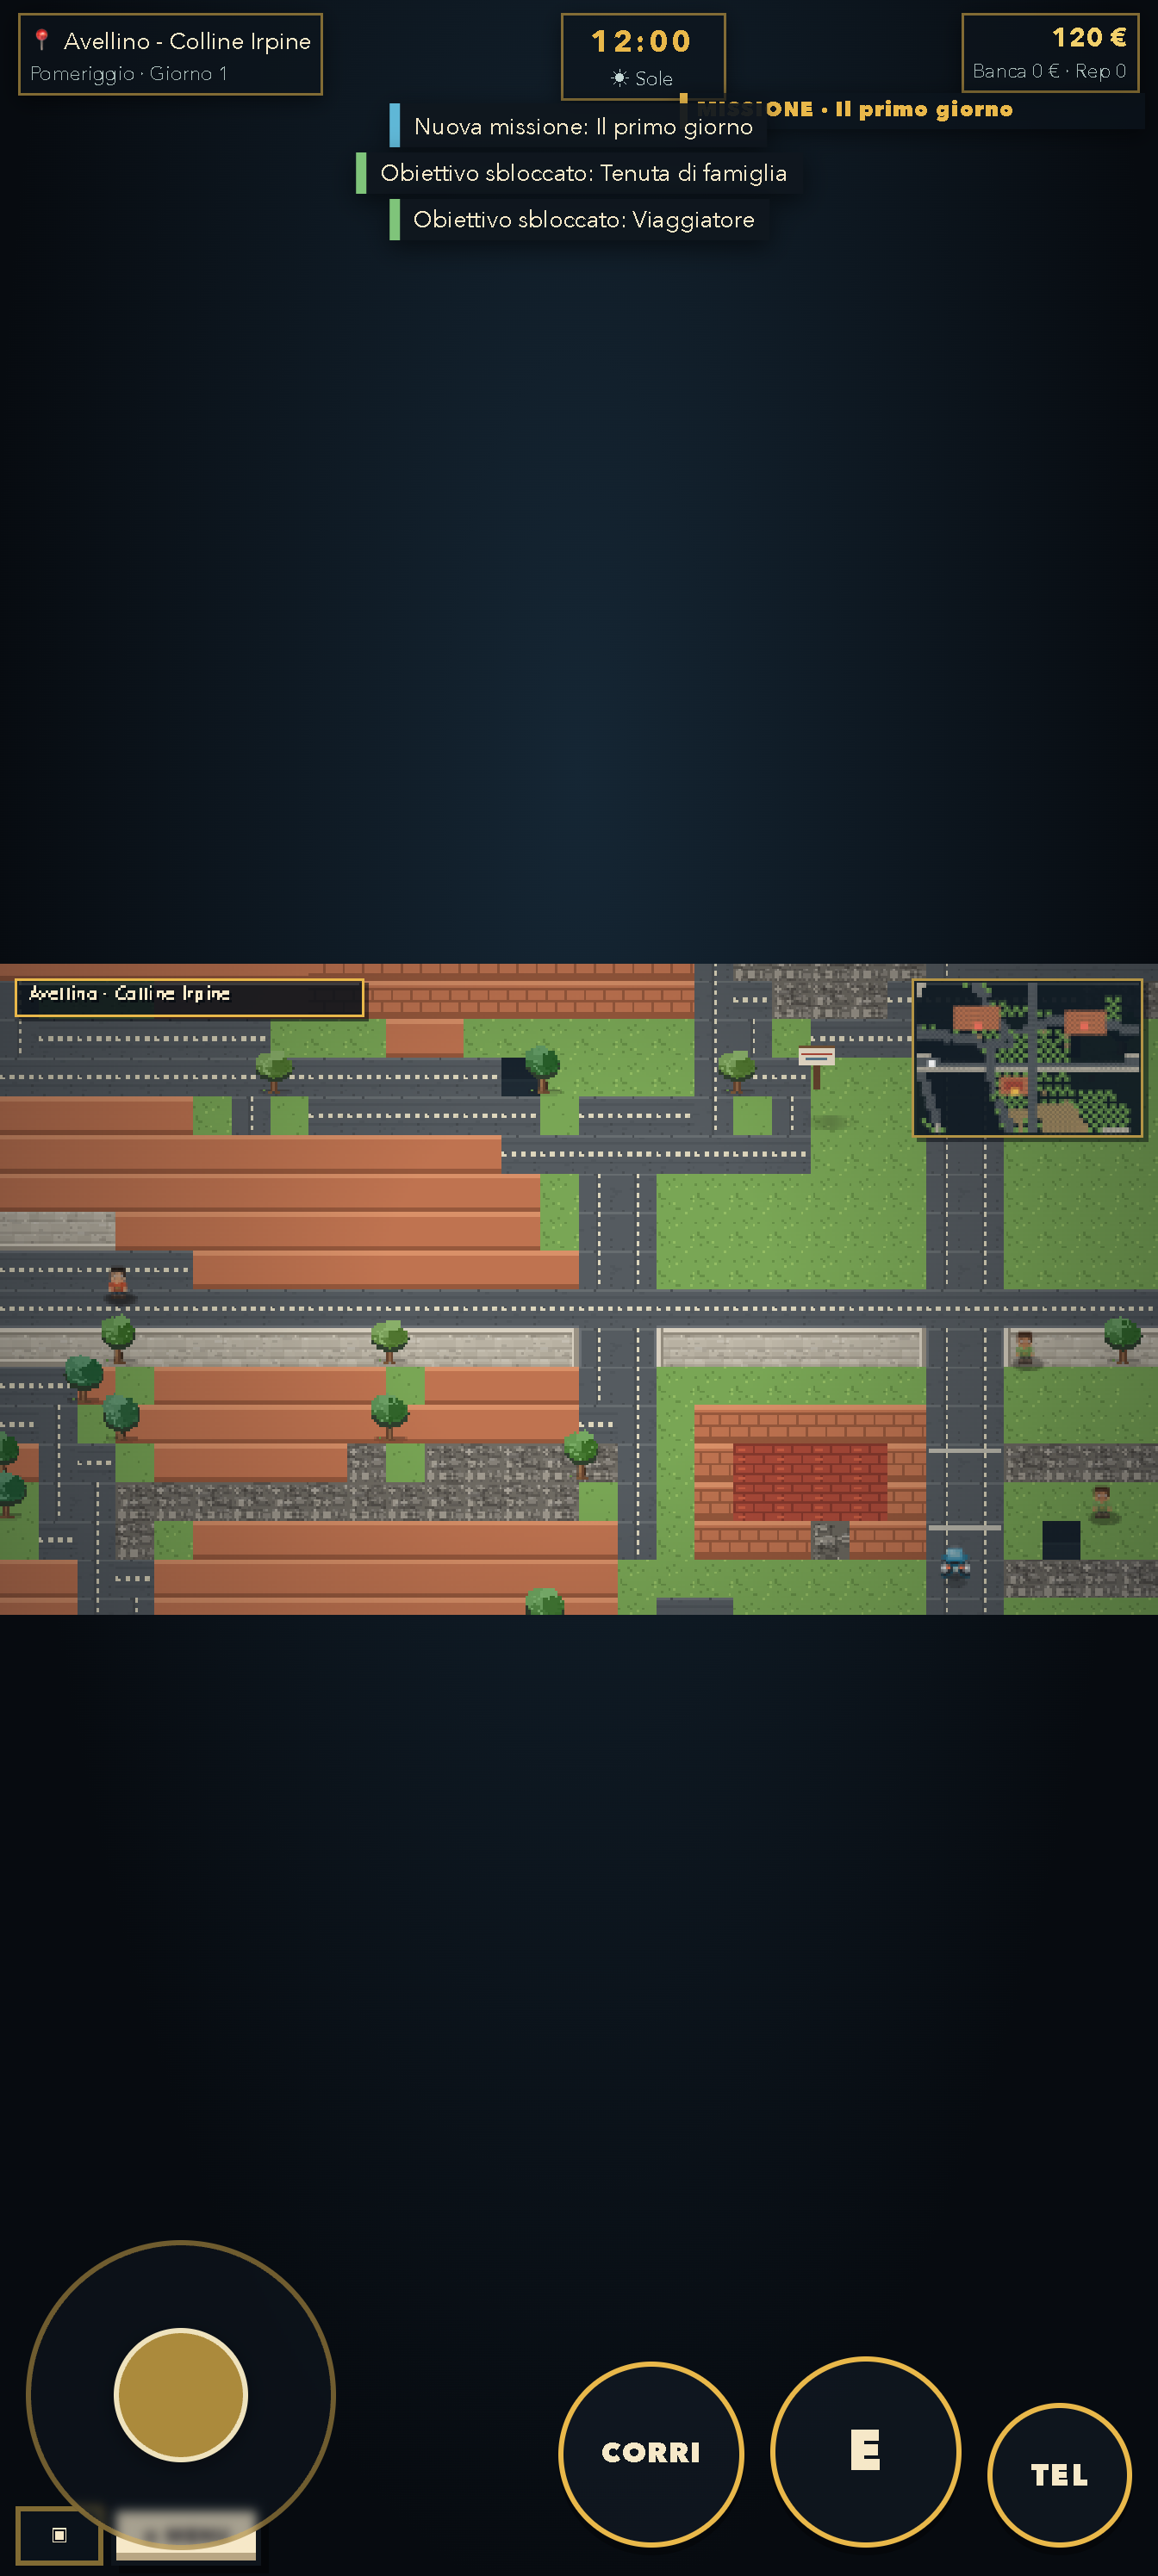 Avellino - Colline Irpine
Pomeriggio · Giorno 1
12:00
☀ Sole
120 €
Banca 0 € · Rep 0
MISSIONE · Il primo giorno
Nuova missione: Il primo giorno
Obiettivo sbloccato: Tenuta di famiglia
Obiettivo sbloccato: Viaggiatore
Avellino · Colline Irpine
CORRI
E
TEL